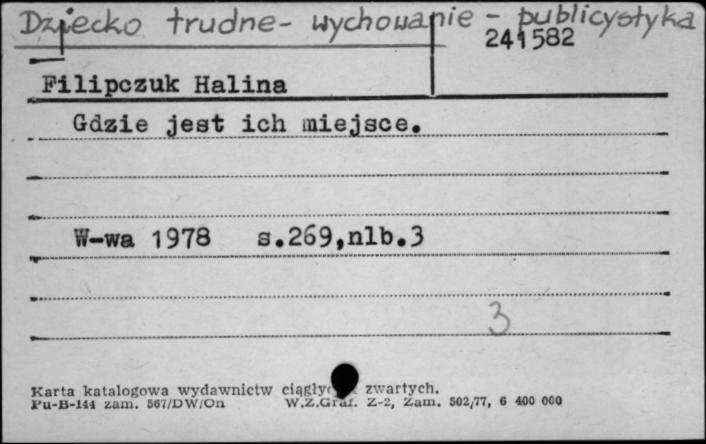 Dziecko trudne - wychowanie - publicystyka
241582
Filipczuk Halina
Gdzie jest ich miejsce.
W-wa 1978 s.269,nlb.3
3
Karta katalogowa wydawnictw zwartych.
Pu-B-144 zam. 567/DW/On W.Z.Graf. Z-2, Zam. 502/77, 6 400 000